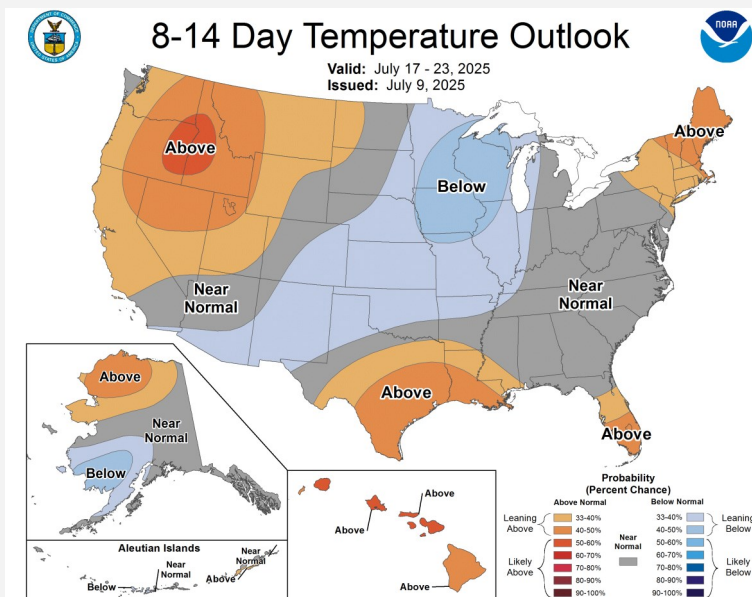 8-14 Day Temperature Outlook
Valid: July 17 - 23, 2025
Issued: July 9, 2025
NOAA
Above
Above
Below
Near
Normal
Near
Normal
Above
Above
Above
Near
Normal
Below
Aleutian Islands
Near
Normal
Near
Normal
Below
Above
Above
Above
Above
Probability
(Percent Chance)
Above Normal
Below Normal
Leaning
Above
33-40%
40-50%
Likely
Above
50-60%
60-70%
70-80%
80-90%
90-100%
Near
Normal
33-40%
40-50%
Leaning
Below
50-60%
60-70%
70-80%
80-90%
90-100%
Likely
Below